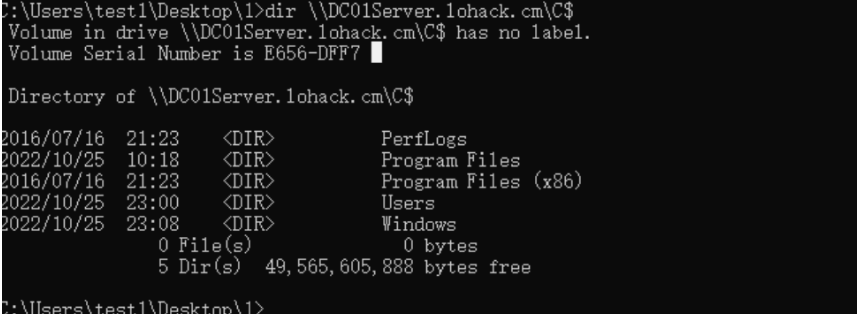 C:\Users\test1\Desktop\1>dir \\DC01Server.1ohack.cm\C$
Volume in drive \\DC01Server.1ohack.cm\C$ has no label.
Volume Serial Number is E656-DFF7
Directory of \\DC01Server.1ohack.cm\C$
2016/07/16  21:23    <DIR>          PerfLogs
2022/10/25  10:18    <DIR>          Program Files
2016/07/16  21:23    <DIR>          Program Files (x86)
2022/10/25  23:00    <DIR>          Users
2022/10/25  23:08    <DIR>          Windows
0 File(s)              0 bytes
5 Dir(s)  49,565,605,888 bytes free
C:\Users\test1\Desktop\1>